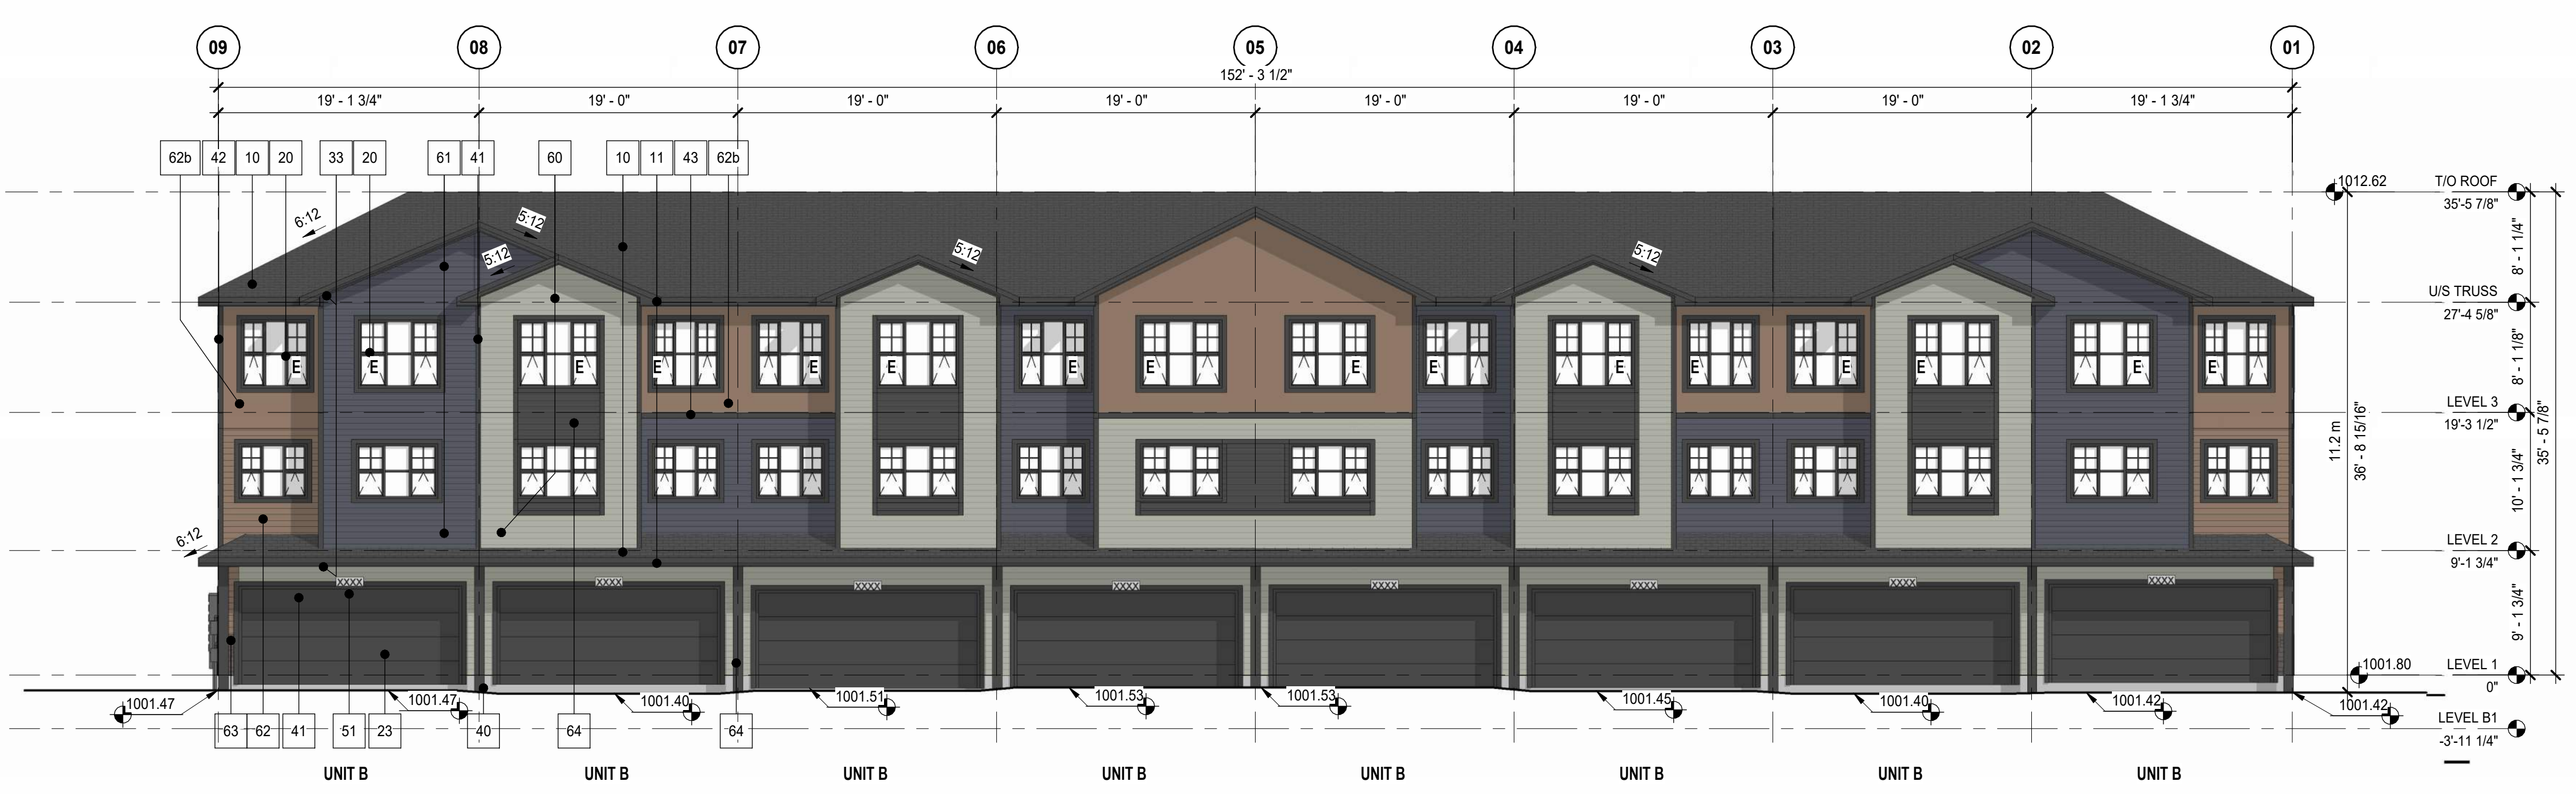 09 08 07 06 05 04 03 02 01
152' - 3 1/2"
19' - 1 3/4" 19' - 0" 19' - 0" 19' - 0" 19' - 0" 19' - 0" 19' - 0" 19' - 1 3/4"
62b 42 10 20 33 20 61 41 60 10 11 43 62b
1012.62 T/O ROOF
35'-5 7/8"
6:12 5:12 5:12 5:12 5:12
8' - 1 1/4"
U/S TRUSS
27'-4 5/8"
8' - 1 1/8"
E E E E E E E E E E E E E E E E
LEVEL 3
19'-3 1/2"
11.2 m
36' - 8 15/16"
35' - 5 7/8"
10' - 1 3/4"
6:12
LEVEL 2
9'-1 3/4"
XXXX XXXX XXXX XXXX XXXX XXXX XXXX XXXX
9' - 1 3/4"
1001.80 LEVEL 1
0"
1001.47 1001.47 1001.40 1001.51 1001.53 1001.53 1001.45 1001.40 1001.42 1001.42
63 62 41 51 23 40 64 64
LEVEL B1
-3'-11 1/4"
UNIT B UNIT B UNIT B UNIT B UNIT B UNIT B UNIT B UNIT B